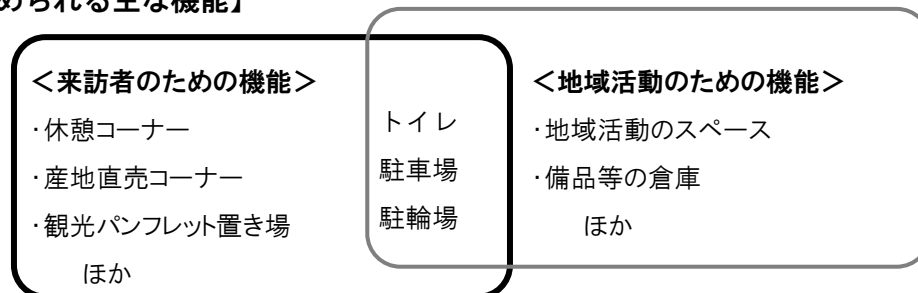 められる主な機能】
＜来訪者のための機能＞
・休憩コーナー
・産地直売コーナー
・観光パンフレット置き場
ほか
トイレ
駐車場
駐輪場
＜地域活動のための機能＞
・地域活動のスペース
・備品等の倉庫
ほか